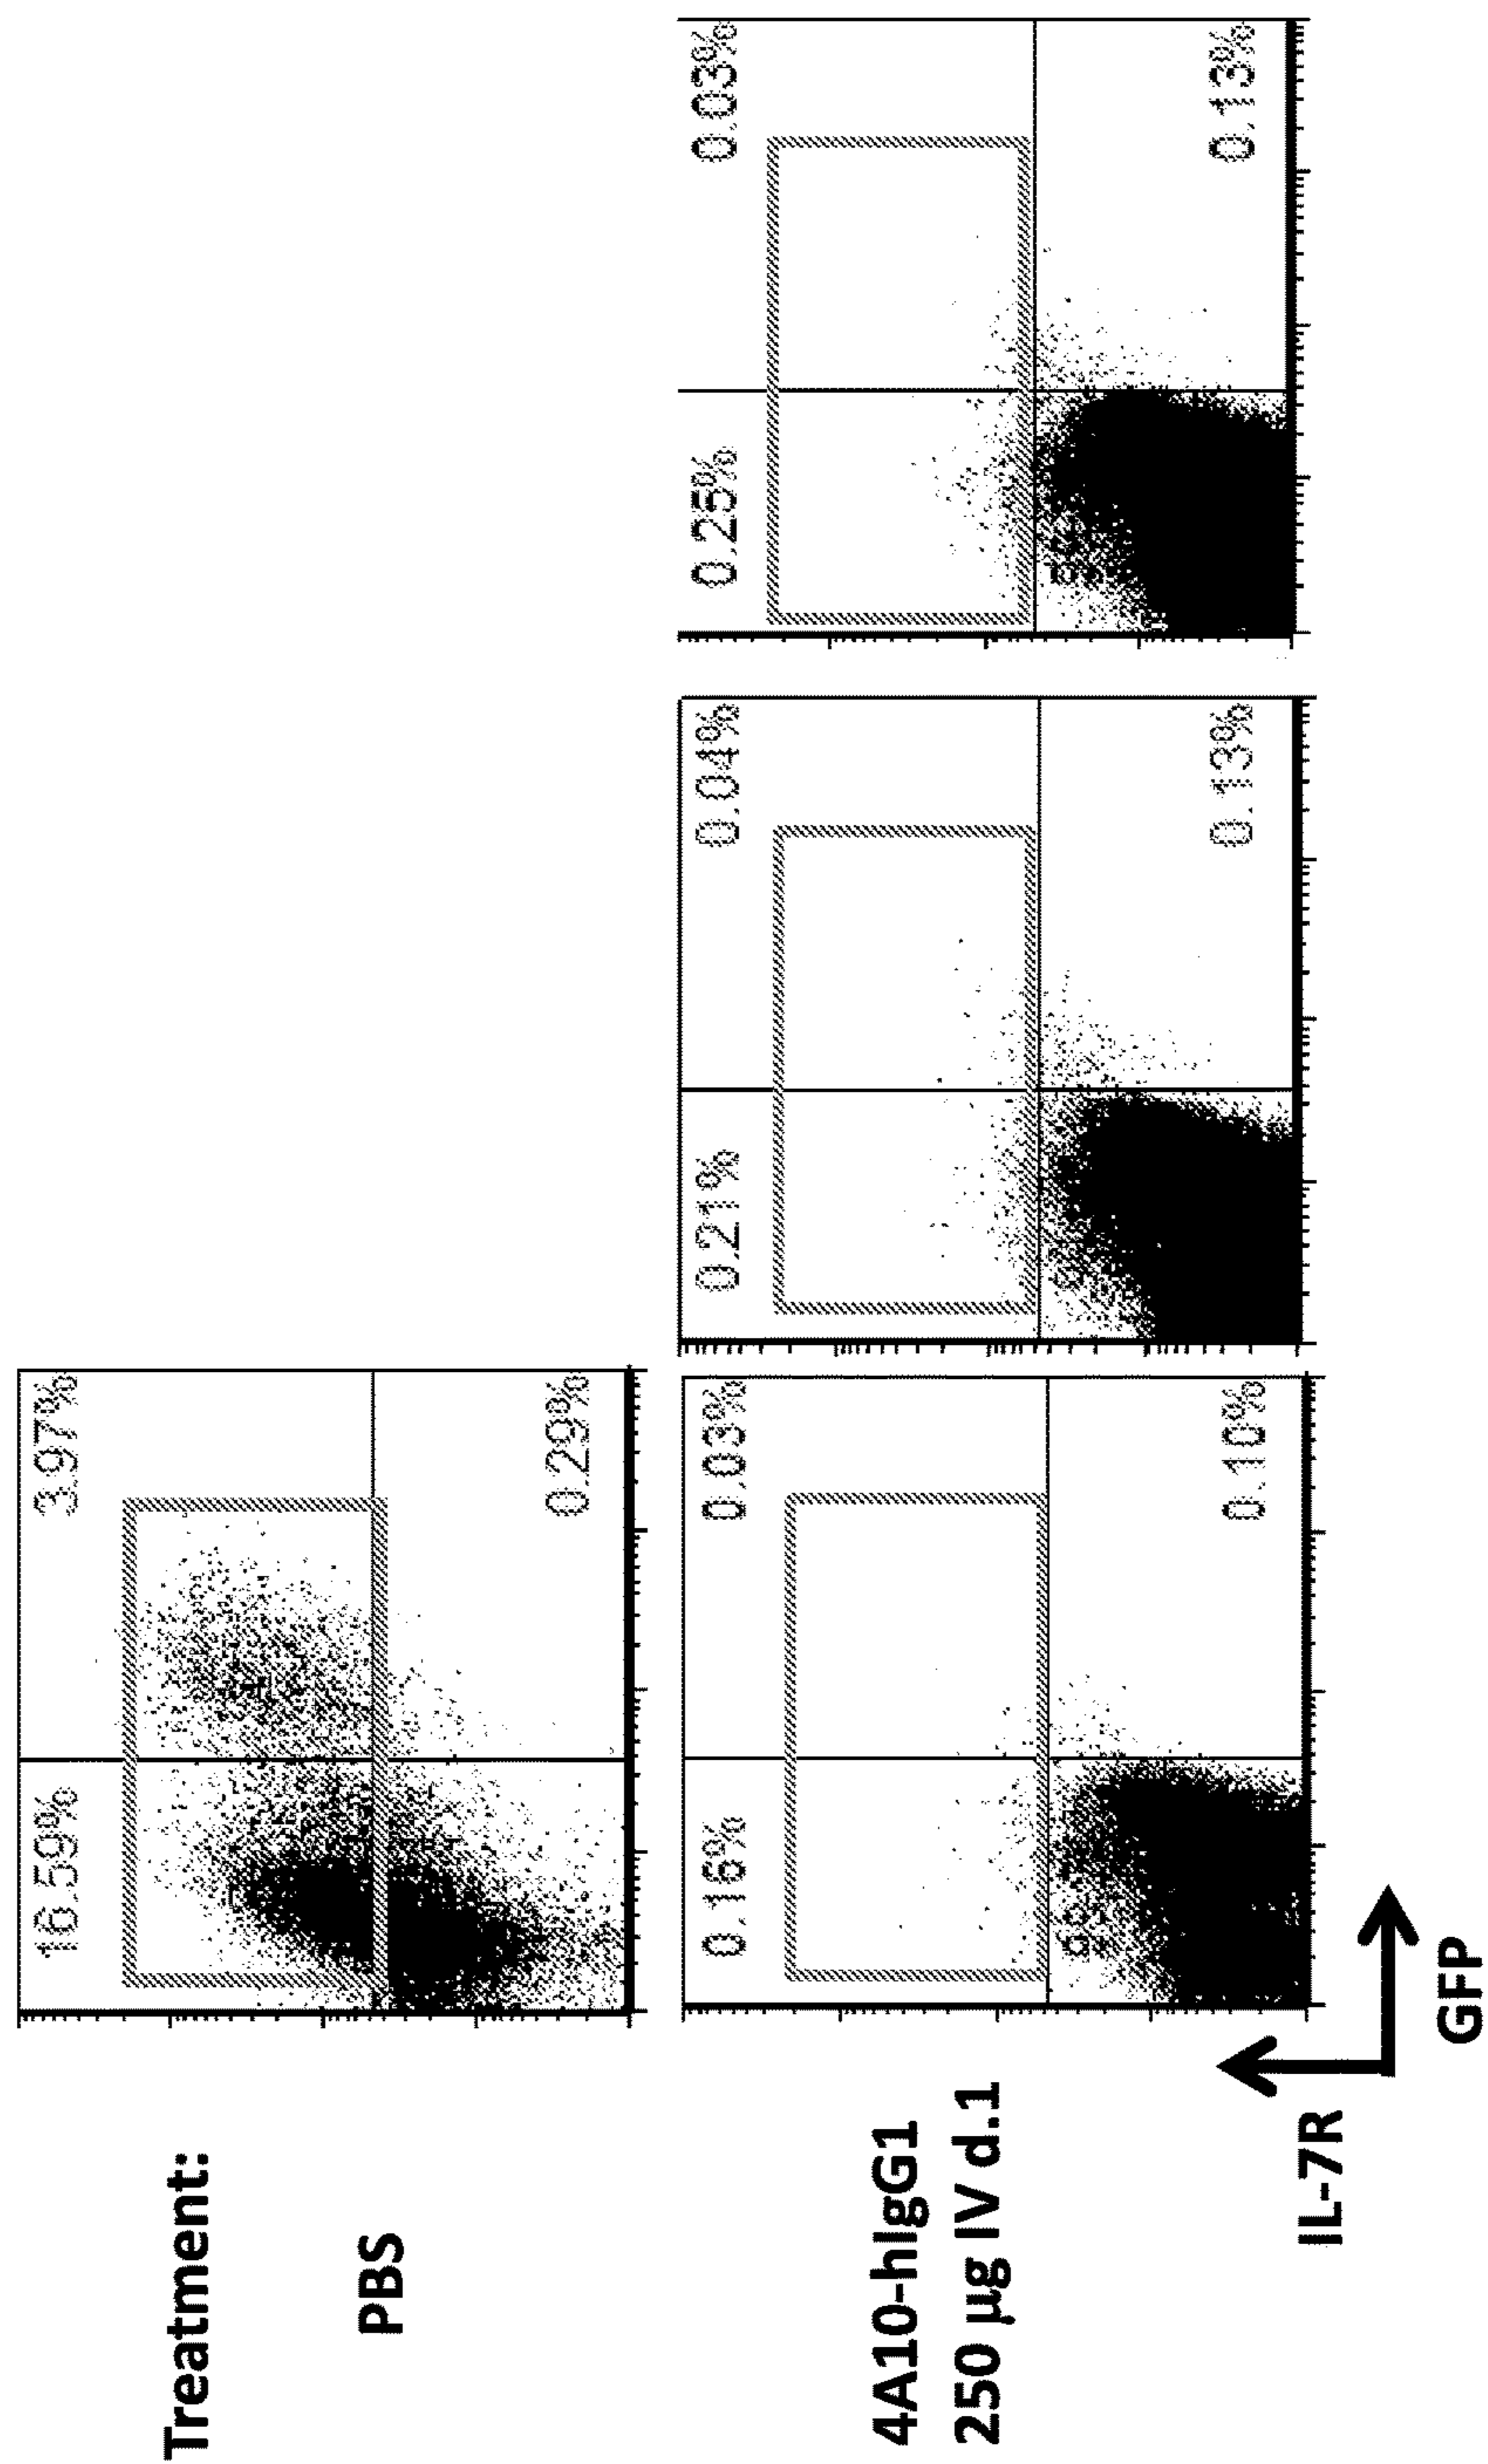 Treatment:
PBS
16.59%
3.97%
0.29%
4A10-hIgG1
250 µg IV d.1
0.16%
0.03%
0.10%
0.21%
0.04%
0.13%
0.25%
0.03%
0.13%
IL-7R
GFP